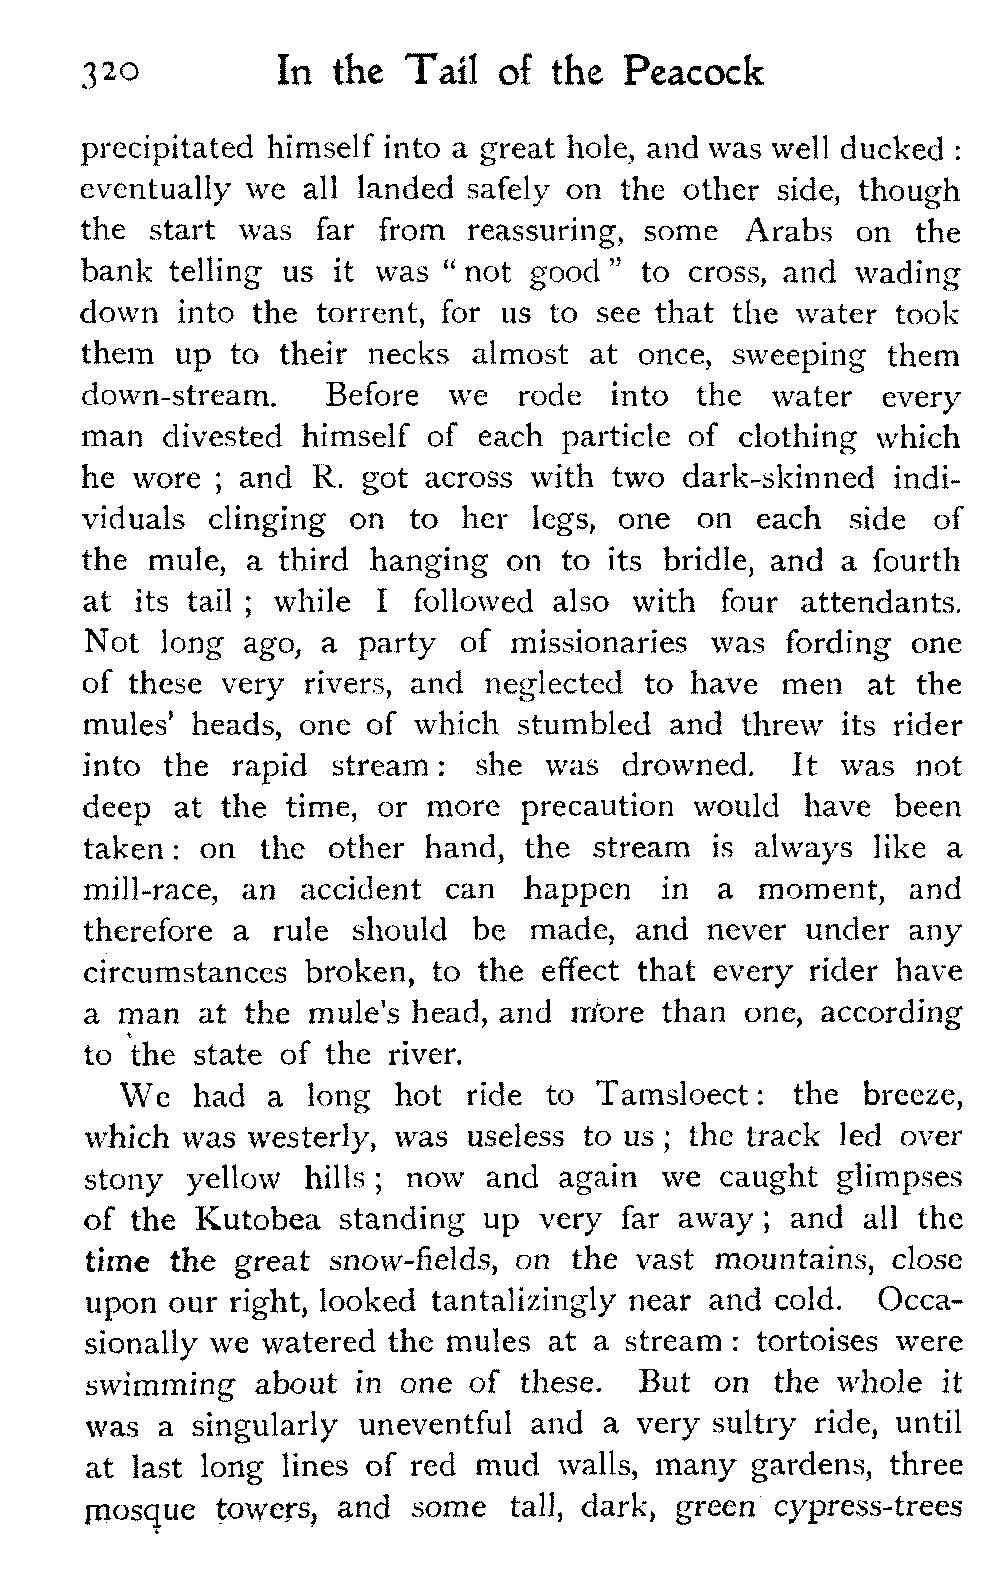 320 In the Tail of the Peacock
precipitated himself into a great hole, and was well ducked :
eventually we all landed safely on the other side, though
the start was far from reassuring, some Arabs on the
bank telling us it was “ not good ” to cross, and wading
down into the torrent, for us to see that the water took
them up to their necks almost at once, sweeping them
down-stream. Before we rode into the water every
man divested himself of each particle of clothing which
he wore ; and R. got across with two dark-skinned indi-
viduals clinging on to her legs, one on each side of
the mule, a third hanging on to its bridle, and a fourth
at its tail ; while I followed also with four attendants.
Not long ago, a party of missionaries was fording one
of these very rivers, and neglected to have men at the
mules' heads, one of which stumbled and threw its rider
into the rapid stream : she was drowned. It was not
deep at the time, or more precaution would have been
taken : on the other hand, the stream is always like a
mill-race, an accident can happen in a moment, and
therefore a rule should be made, and never under any
circumstances broken, to the effect that every rider have
a man at the mule's head, and more than one, according
to the state of the river.
We had a long hot ride to Tamsloect : the breeze,
which was westerly, was useless to us ; the track led over
stony yellow hills ; now and again we caught glimpses
of the Kutobea standing up very far away ; and all the
time the great snow-fields, on the vast mountains, close
upon our right, looked tantalizingly near and cold. Occa-
sionally we watered the mules at a stream : tortoises were
swimming about in one of these. But on the whole it
was a singularly uneventful and a very sultry ride, until
at last long lines of red mud walls, many gardens, three
mosque towers, and some tall, dark, green cypress-trees